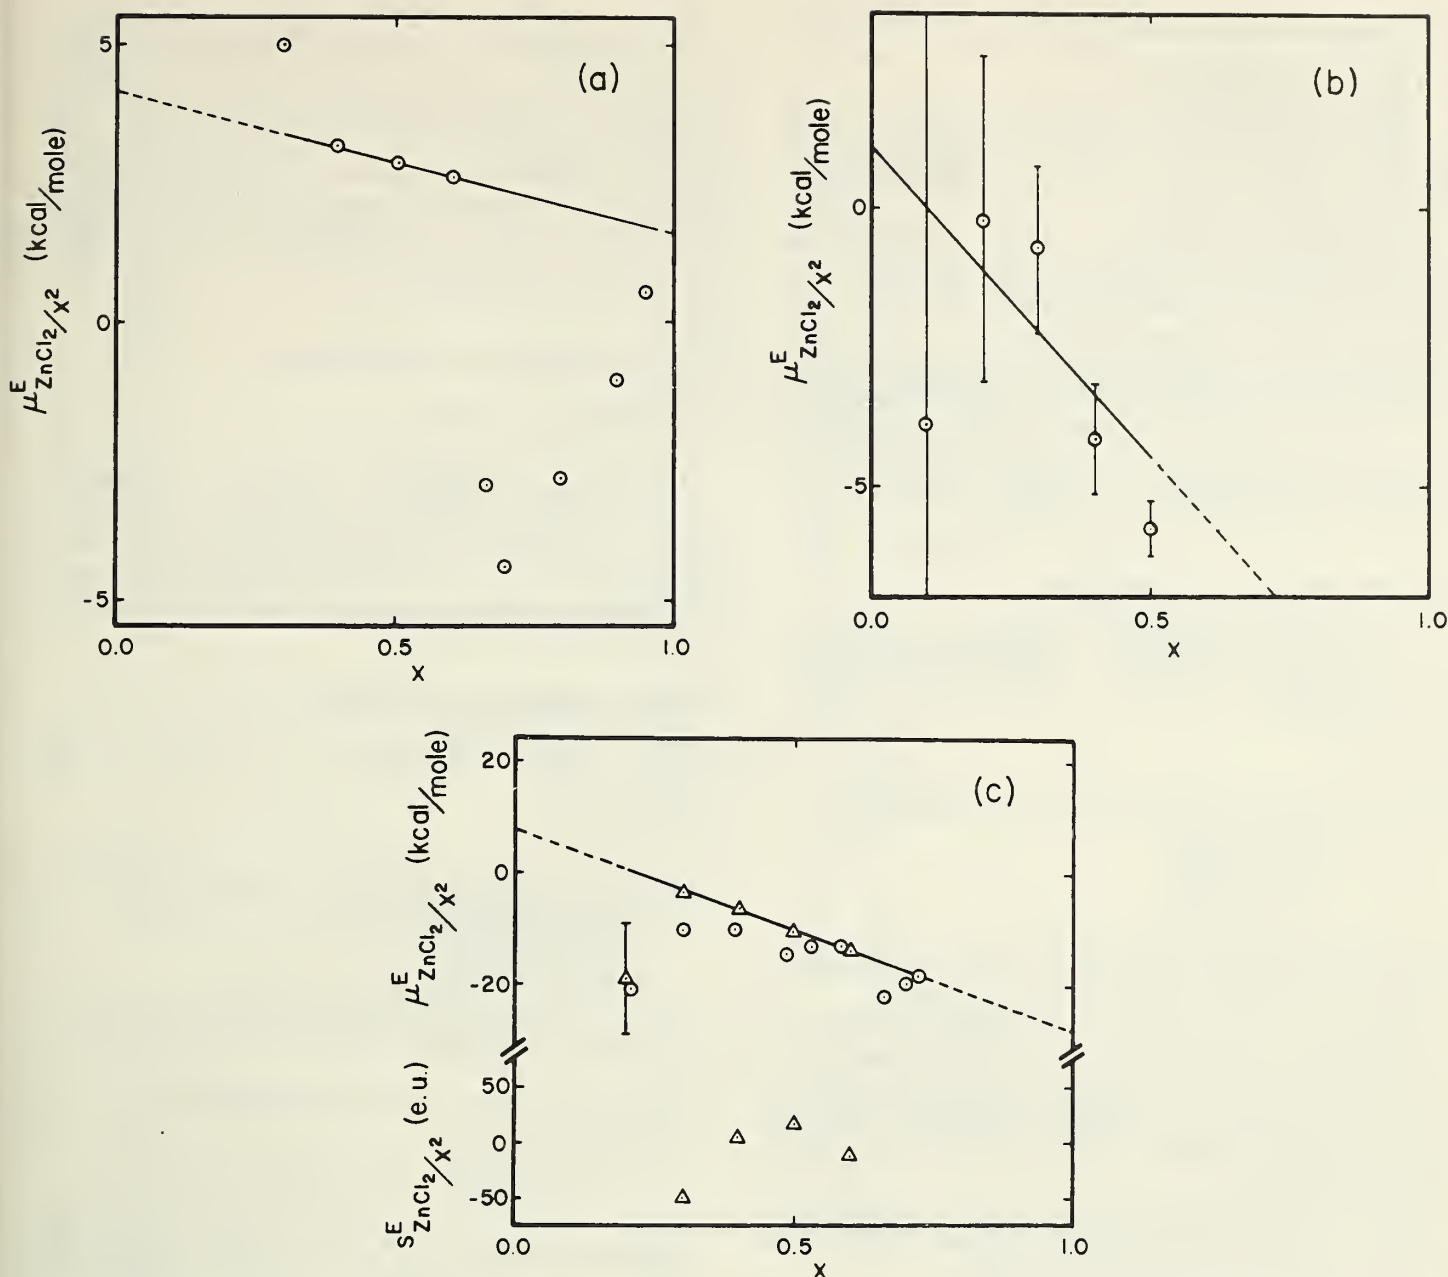 (a)
μ^E_ZnCl₂/x² (kcal/mole)
5
0
-5
0.0 0.5 1.0
x
(b)
μ^E_ZnCl₂/x² (kcal/mole)
0
-5
0.0 0.5 1.0
x
(c)
μ^E_ZnCl₂/x² (kcal/mole)
20
0
-20
s^E_ZnCl₂/x² (e.u.)
50
0
-50
0.0 0.5 1.0
x